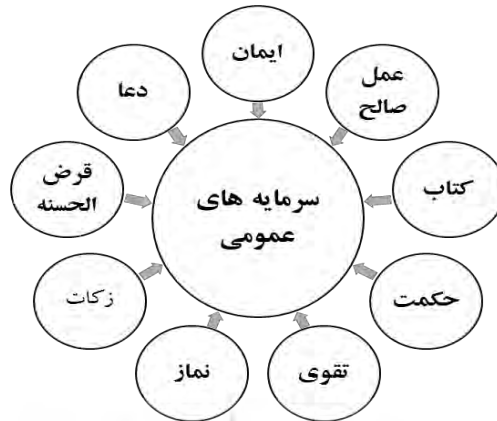 ایمان
عمل
صالح
کتاب
حکمت
تقوی
نماز
زکات
قرض
الحسنه
دعا
سرمایه های
عمومی